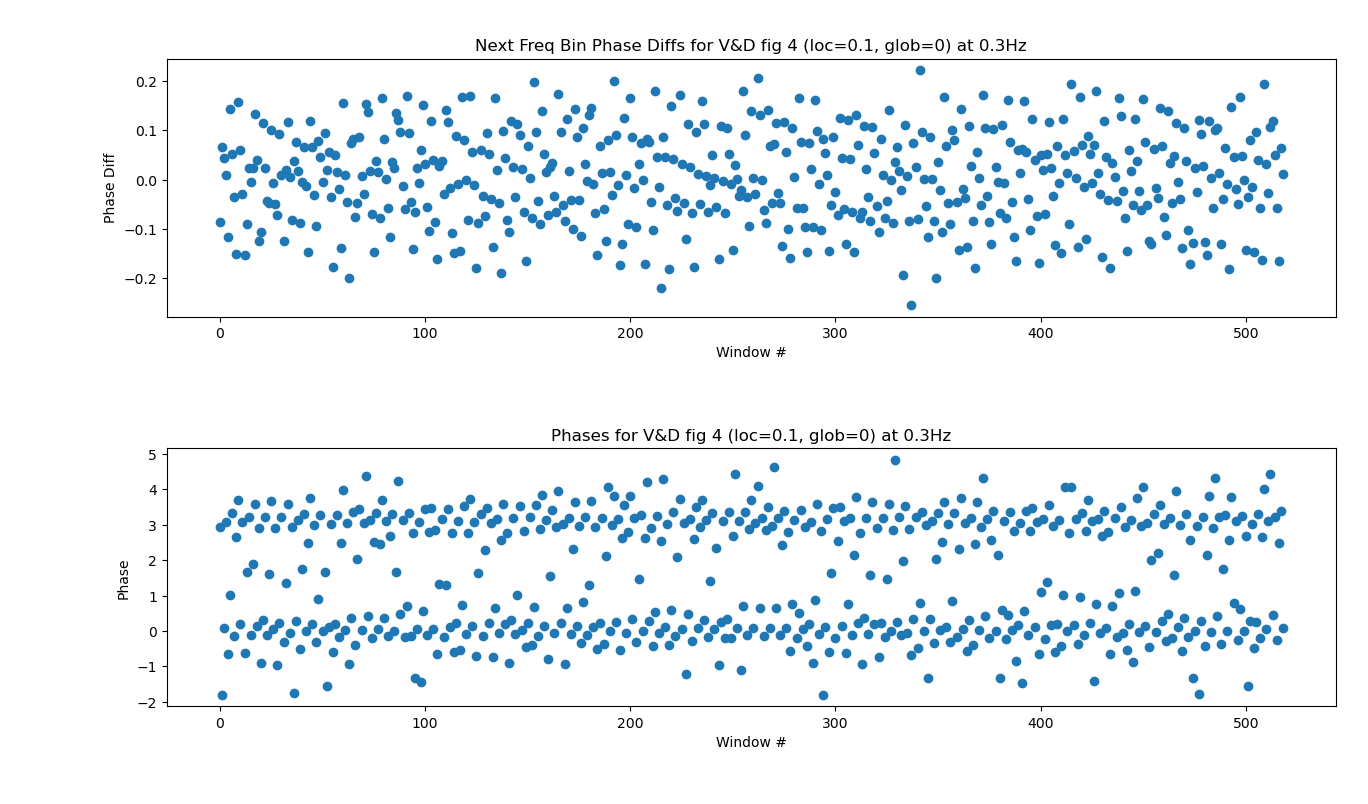 Next Freq Bin Phase Diffs for V&D fig 4 (loc=0.1, glob=0) at 0.3Hz
0.2
0.1
0.0
−0.1
−0.2
Phase Diff
0 100 200 300 400 500
Window #
Phases for V&D fig 4 (loc=0.1, glob=0) at 0.3Hz
5
4
3
2
1
0
−1
−2
Phase
0 100 200 300 400 500
Window #